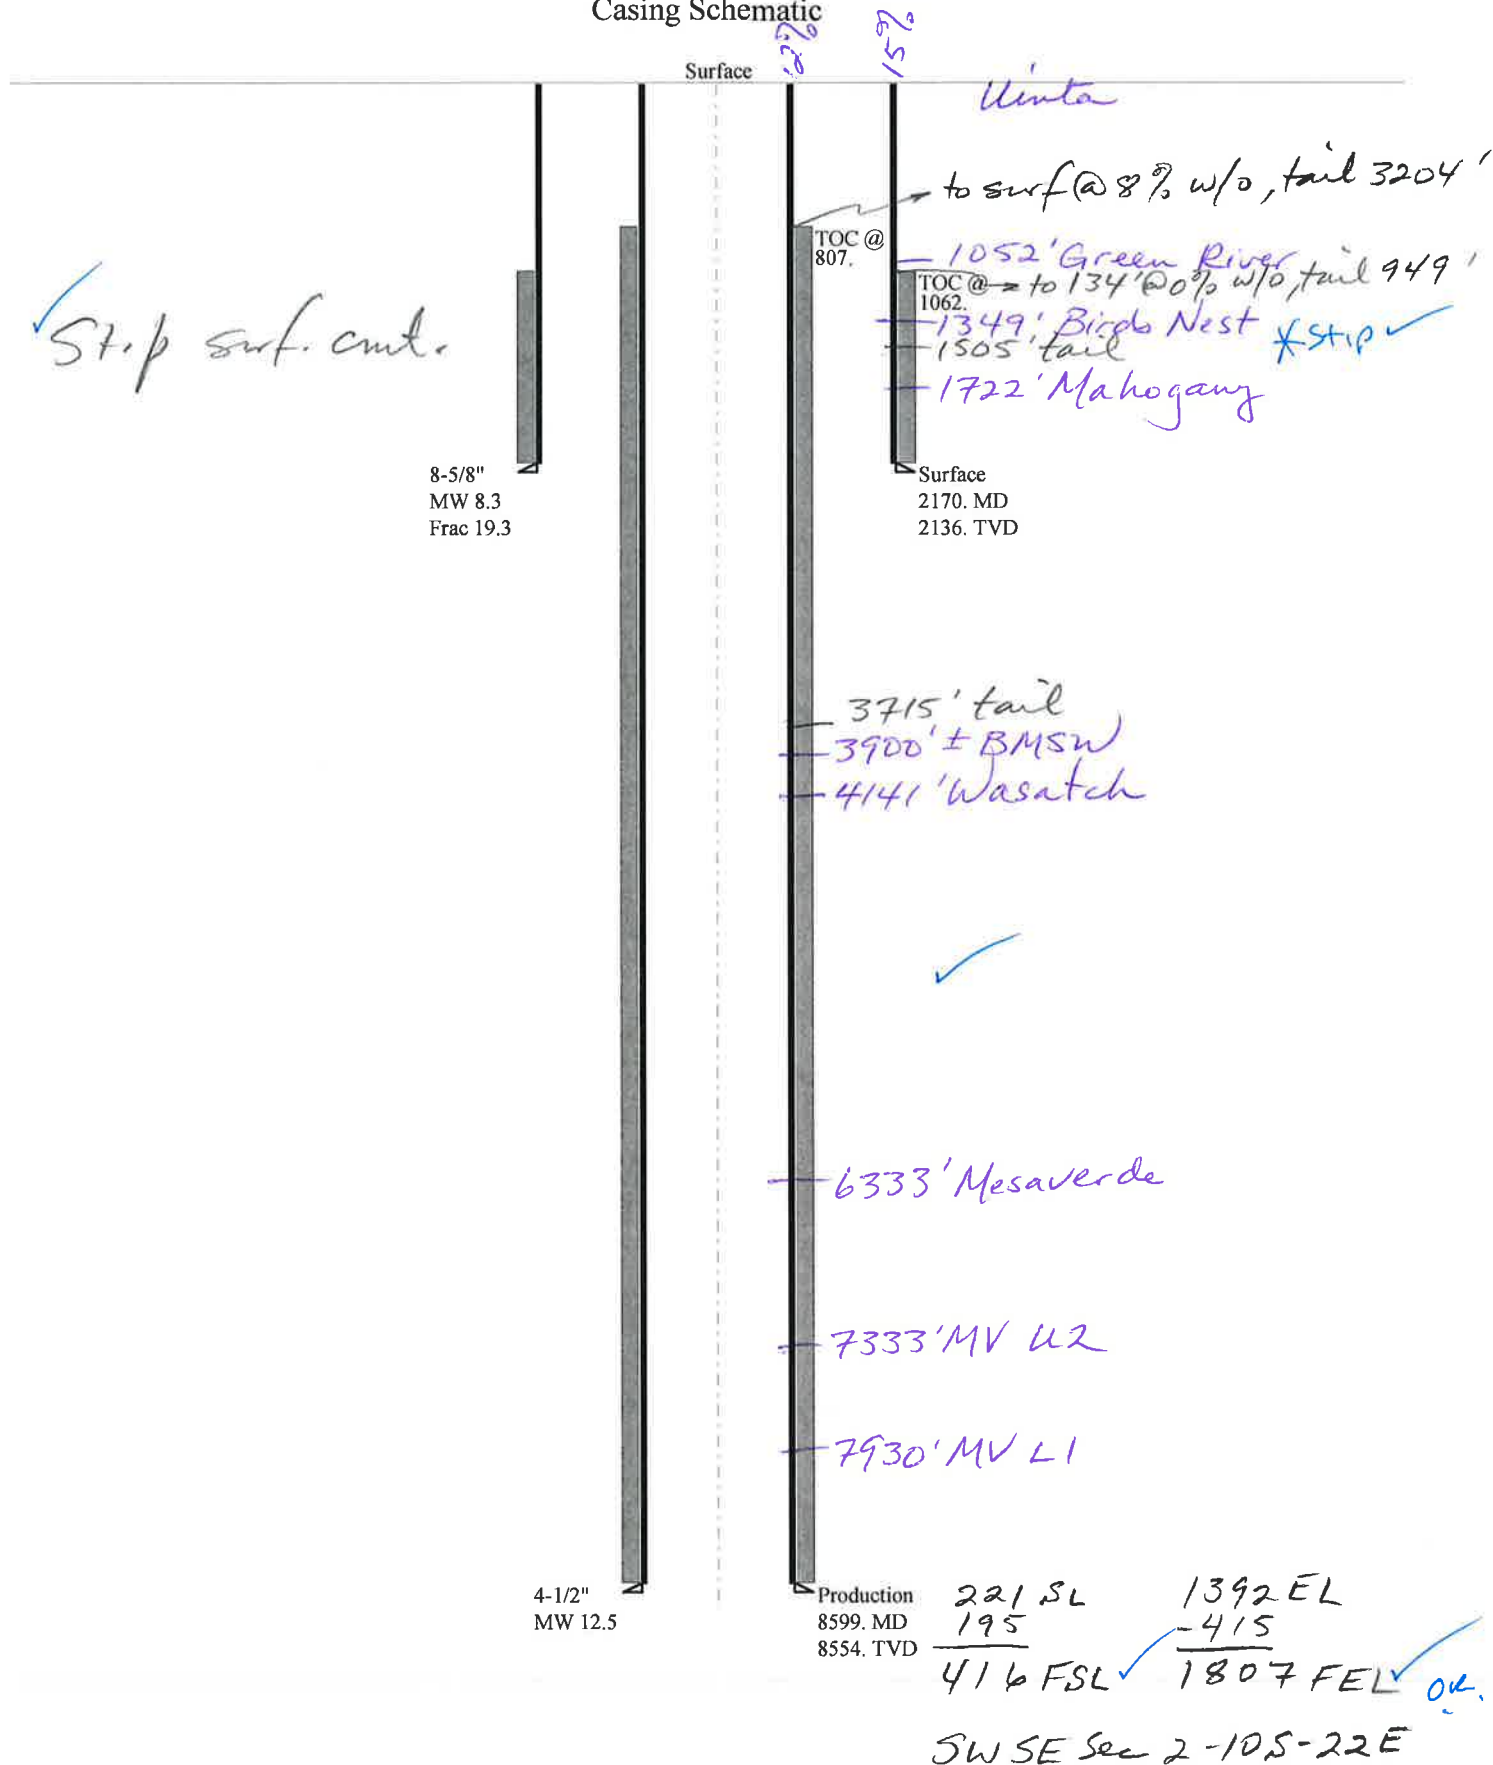 Casing Schematic
12%
15%
Surface
Uinta
to surf @ 8% w/o, tail 3204'
TOC @
807.
1052' Green River
TOC @ → to 134' @ 0% w/o, tail 949'
1062.
1349' Birds Nest *Stip ✓
1505' tail
1722' Mahogany
✓ Stip surf. cmt.
8-5/8"
MW 8.3
Frac 19.3
Surface
2170. MD
2136. TVD
3715' tail
3900' ± BMSW
4141' Wasatch
✓
6333' Mesaverde
7333' MV U2
7930' MV L1
4-1/2"
MW 12.5
Production
8599. MD
8554. TVD
221 SL
195
416 FSL ✓
1392 EL
-415
1807 FEL ✓ OK.
SWSE Sec 2-10S-22E